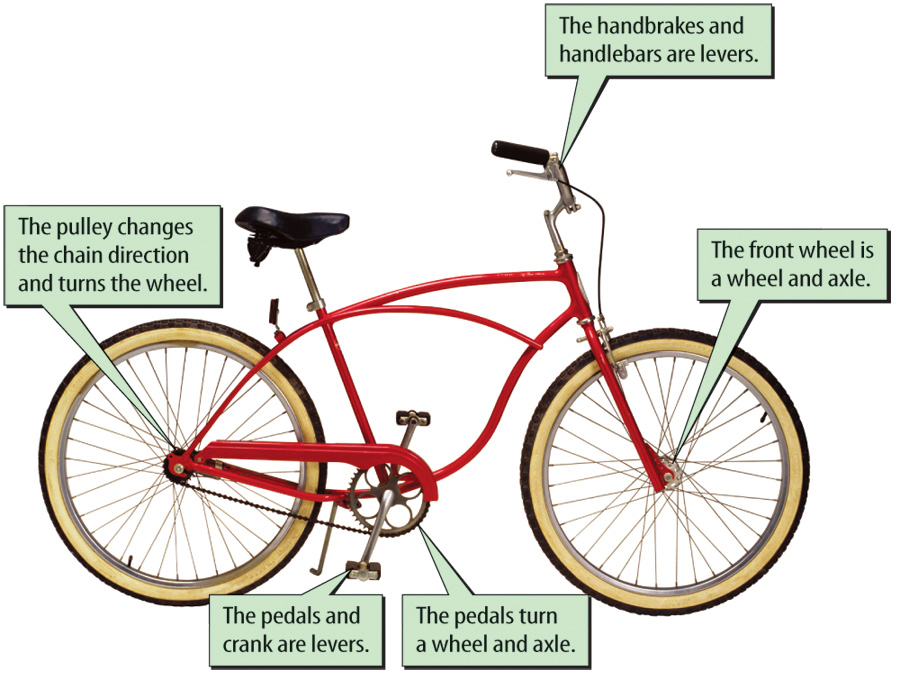 The handbrakes and
handlebars are levers.
The pulley changes
the chain direction
and turns the wheel.
The front wheel is
a wheel and axle.
The pedals and
crank are levers.
The pedals turn
a wheel and axle.